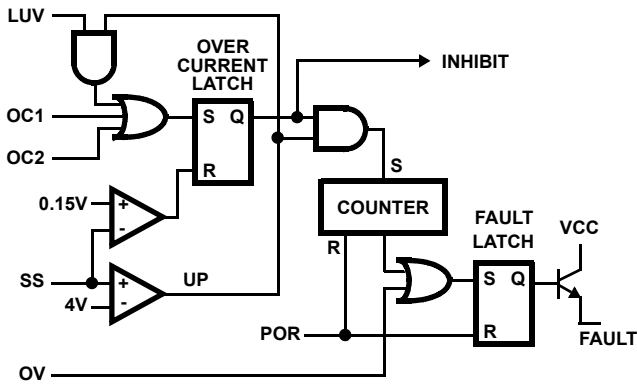 LUV
OVER
CURRENT
LATCH
INHIBIT
OC1
S Q
OC2
R
S
0.15V
+
-
COUNTER
FAULT
LATCH
VCC
R
SS
+
UP
4V
-
S Q
POR
R
FAULT
OV